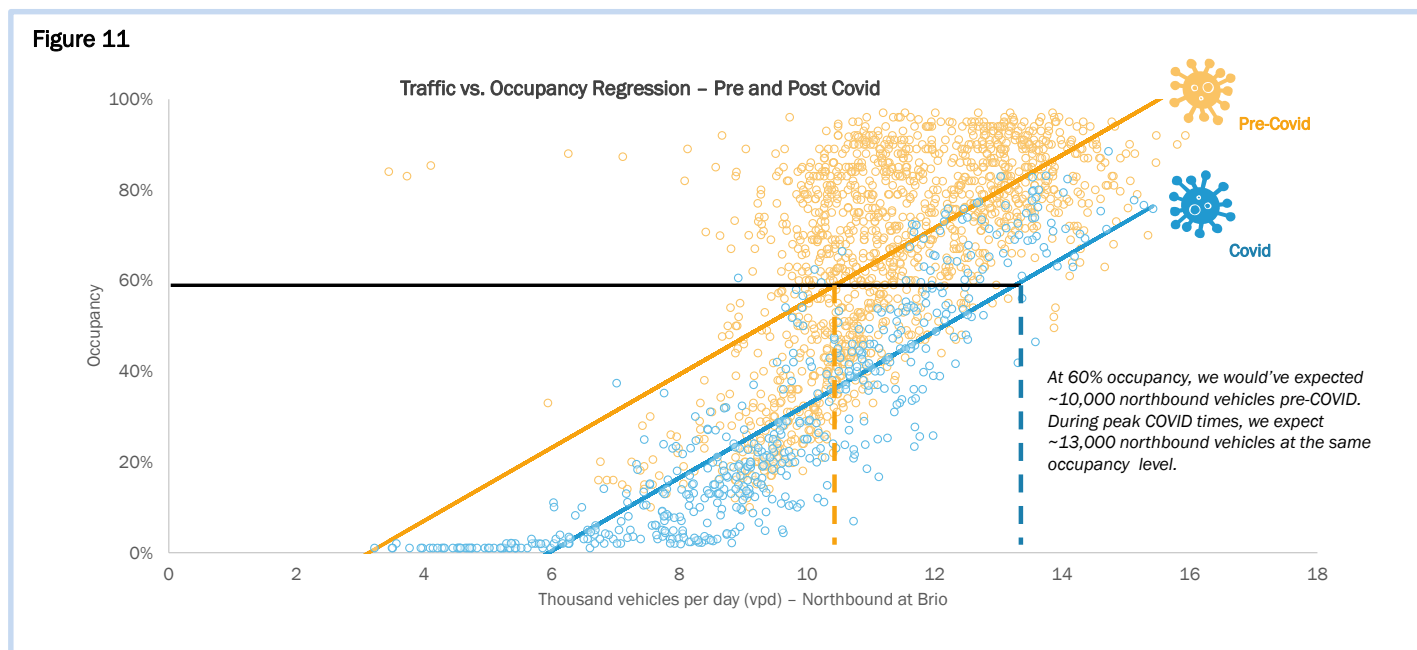 Figure 11
Traffic vs. Occupancy Regression – Pre and Post Covid
100%
80%
60%
40%
20%
0%
Occupancy
Pre-Covid
Covid
At 60% occupancy, we would’ve expected
~10,000 northbound vehicles pre-COVID.
During peak COVID times, we expect
~13,000 northbound vehicles at the same
occupancy level.
0 2 4 6 8 10 12 14 16 18
Thousand vehicles per day (vpd) – Northbound at Brio